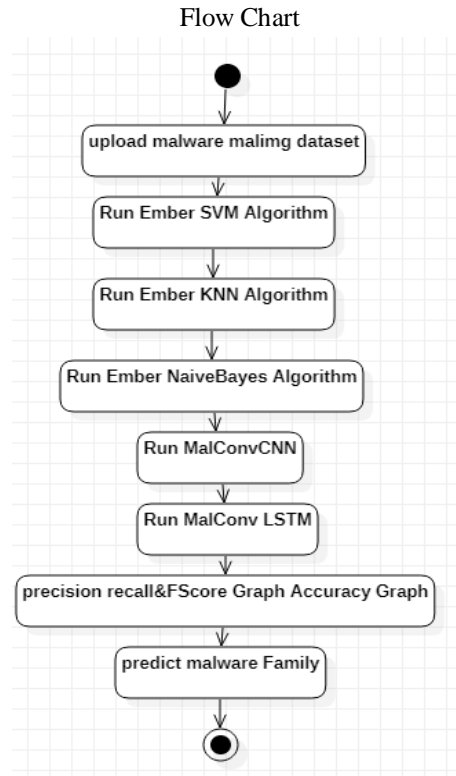 Flow Chart
upload malware malimg dataset
Run Ember SVM Algorithm
Run Ember KNN Algorithm
Run Ember NaiveBayes Algorithm
Run MalConvCNN
Run MalConv LSTM
precision recall&FScore Graph Accuracy Graph
predict malware Family